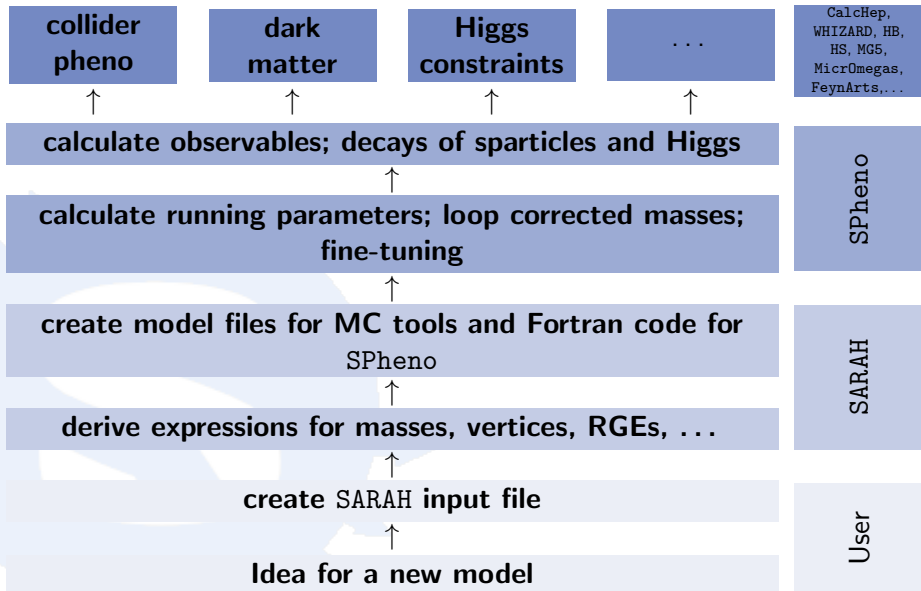 collider
pheno
dark
matter
Higgs
constraints
. . .
CalcHep,
WHIZARD, HB,
HS, MG5,
MicrOmegas,
FeynArts,...
calculate observables; decays of sparticles and Higgs
calculate running parameters; loop corrected masses;
fine-tuning
SPheno
create model files for MC tools and Fortran code for
SPheno
derive expressions for masses, vertices, RGEs, ...
SARAH
create SARAH input file
Idea for a new model
User